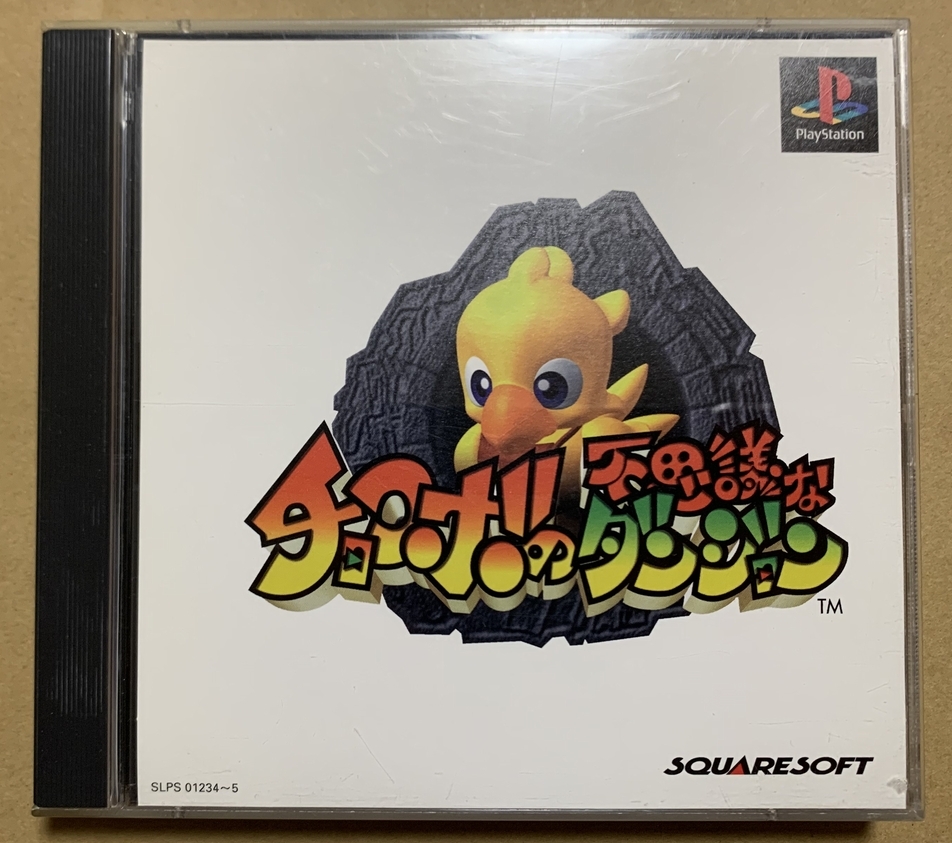 PlayStation
チョコボの
不思議な
ダンジョン
TM
SQUARESOFT
SLPS 01234~5